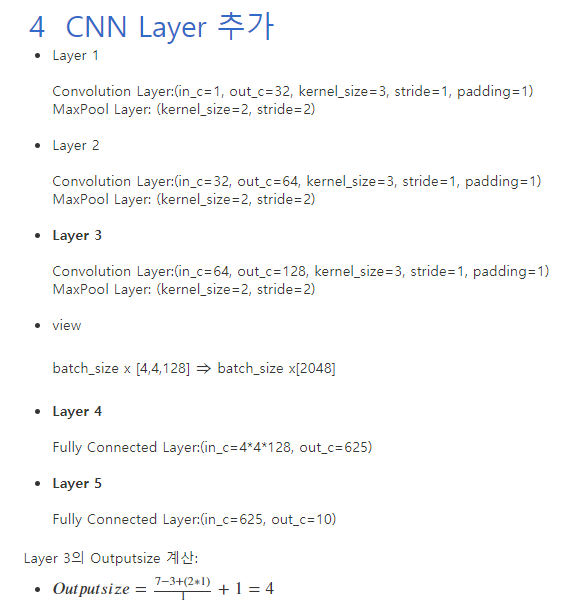 4 CNN Layer 추가
• Layer 1
Convolution Layer:(in_c=1, out_c=32, kernel_size=3, stride=1, padding=1)
MaxPool Layer: (kernel_size=2, stride=2)
• Layer 2
Convolution Layer:(in_c=32, out_c=64, kernel_size=3, stride=1, padding=1)
MaxPool Layer: (kernel_size=2, stride=2)
• Layer 3
Convolution Layer:(in_c=64, out_c=128, kernel_size=3, stride=1, padding=1)
MaxPool Layer: (kernel_size=2, stride=2)
• view
batch_size x [4,4,128] ⇒ batch_size x[2048]
• Layer 4
Fully Connected Layer:(in_c=4*4*128, out_c=625)
• Layer 5
Fully Connected Layer:(in_c=625, out_c=10)
Layer 3의 Outputsize 계산:
• Outputsize = \frac{7−3+(2*1)}{1} + 1 = 4